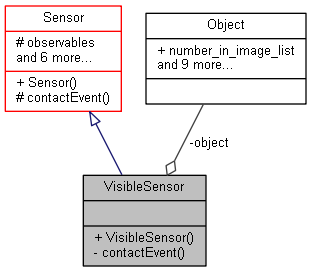 Sensor
# observables
and 6 more...
+ Sensor()
# contactEvent()
Object
+ number_in_image_list
and 9 more...
-object
VisibleSensor
+ VisibleSensor()
- contactEvent()